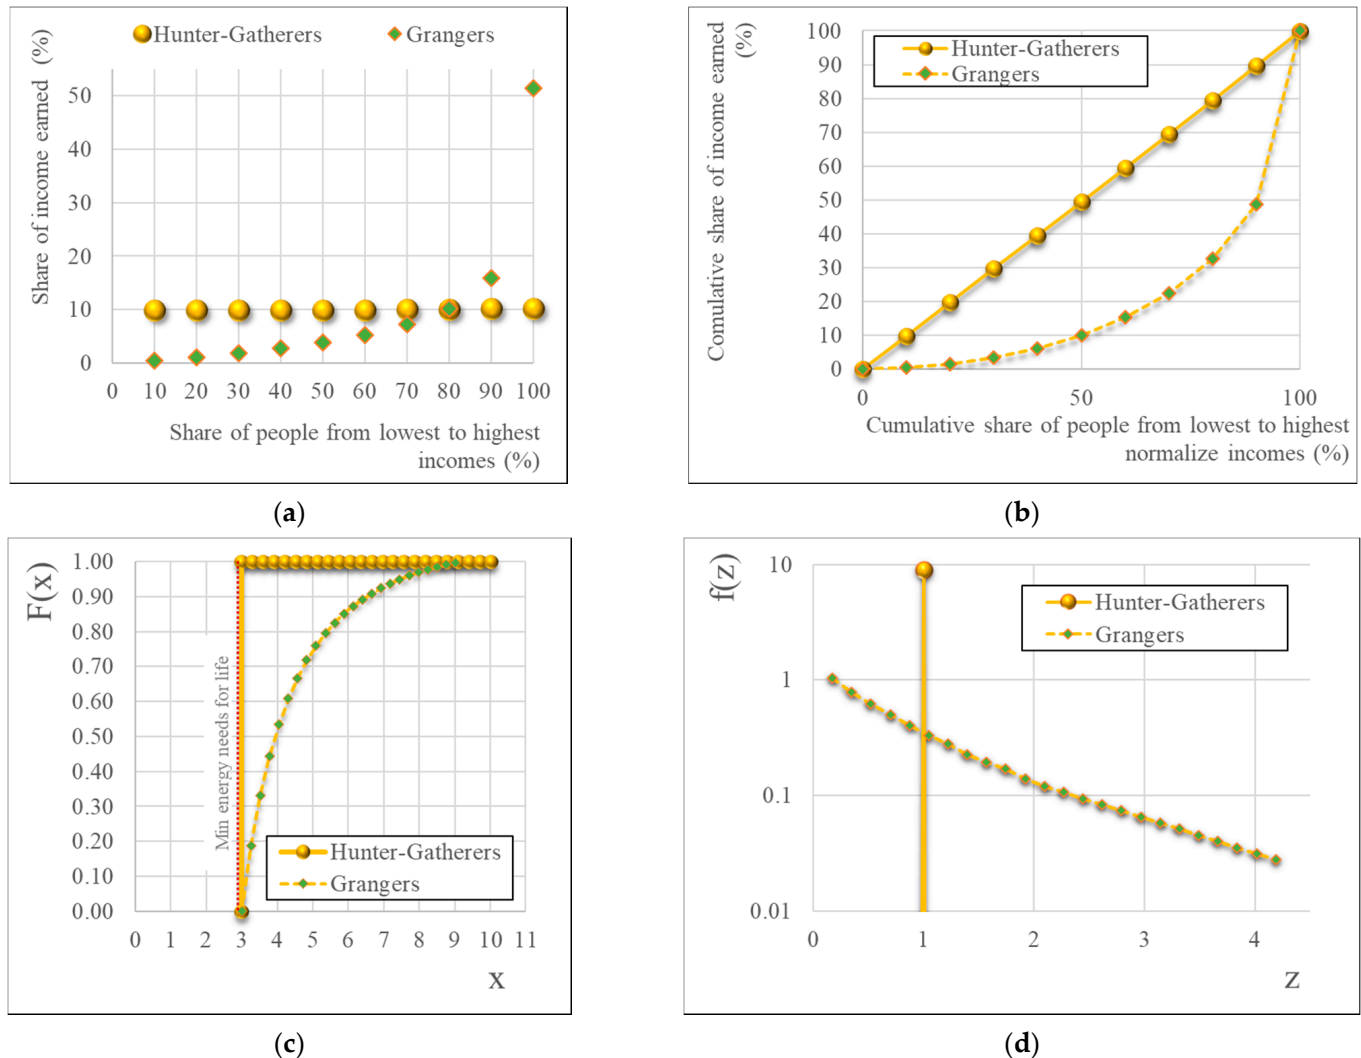 Hunter-Gatherers
Grangers
Share of income earned (%)
50
40
30
20
10
0
0 10 20 30 40 50 60 70 80 90 100
Share of people from lowest to highest
incomes (%)
(a)
Comulative share of income earned
(%)
100
90
80
70
60
50
40
30
20
10
0
Hunter-Gatherers
Grangers
0 50 100
Cumulative share of people from lowest to highest
normalize incomes (%)
(b)
F(x)
1.00
0.90
0.80
0.70
0.60
0.50
0.40
0.30
0.20
0.10
0.00
Min energy needs for life
Hunter-Gatherers
Grangers
0 1 2 3 4 5 6 7 8 9 10 11
x
(c)
f(z)
10
1
0.1
0.01
Hunter-Gatherers
Grangers
0 1 2 3 4
z
(d)